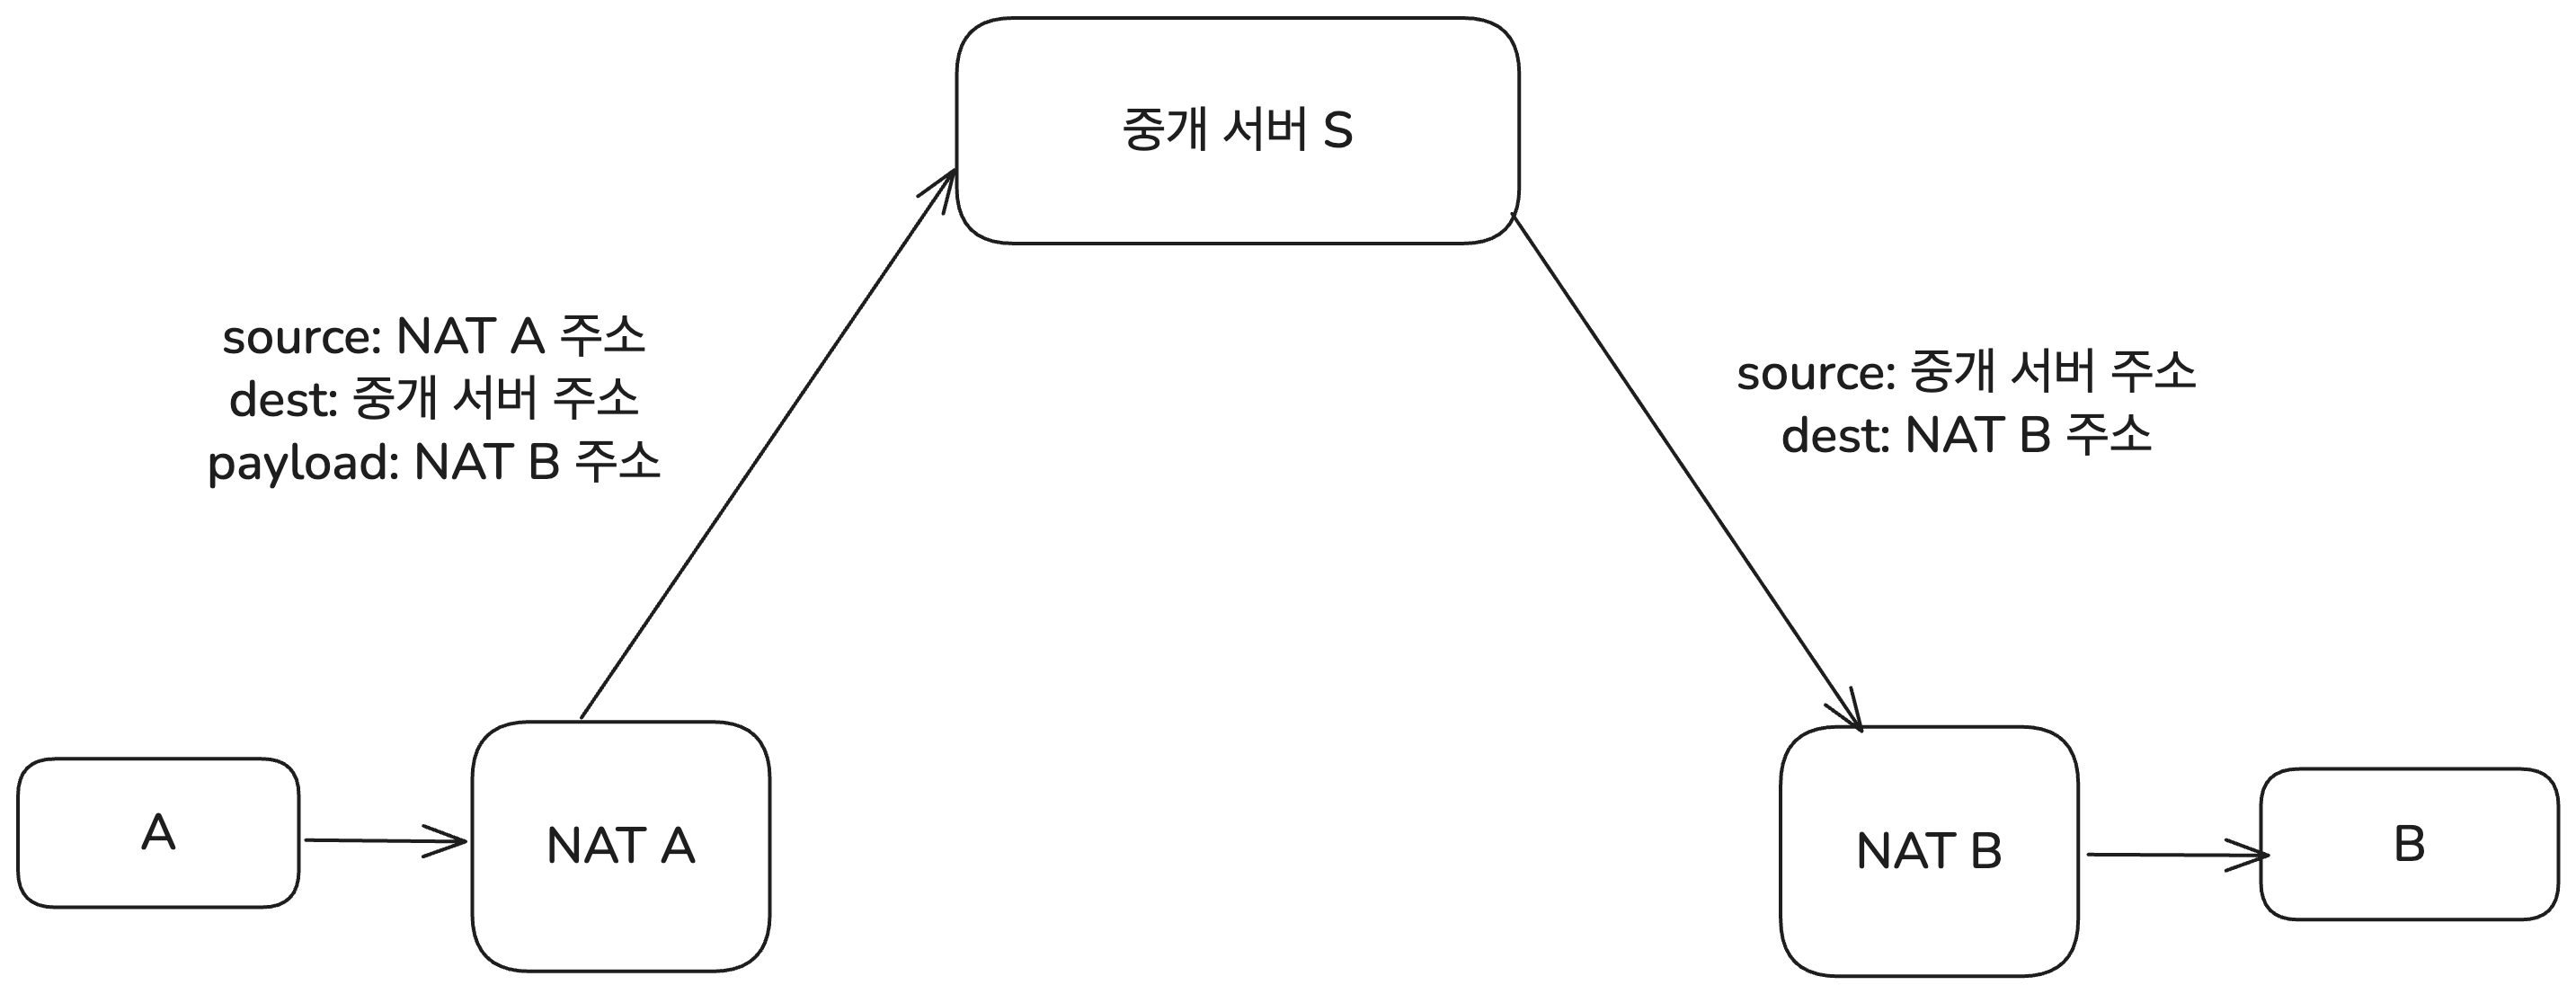 중개 서버 S
source: NAT A 주소
dest: 중개 서버 주소
payload: NAT B 주소
source: 중개 서버 주소
dest: NAT B 주소
A
NAT A
NAT B
B